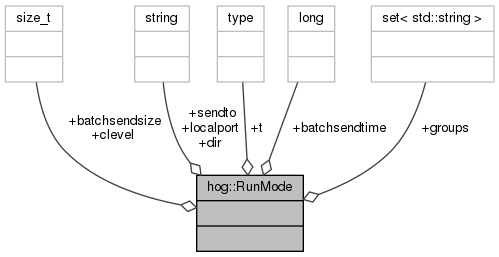 size_t
string
type
long
set< std::string >
+batchsendsize
+clevel
+sendto
+localport
+dir
+t
+batchsendtime
+groups
hog::RunMode